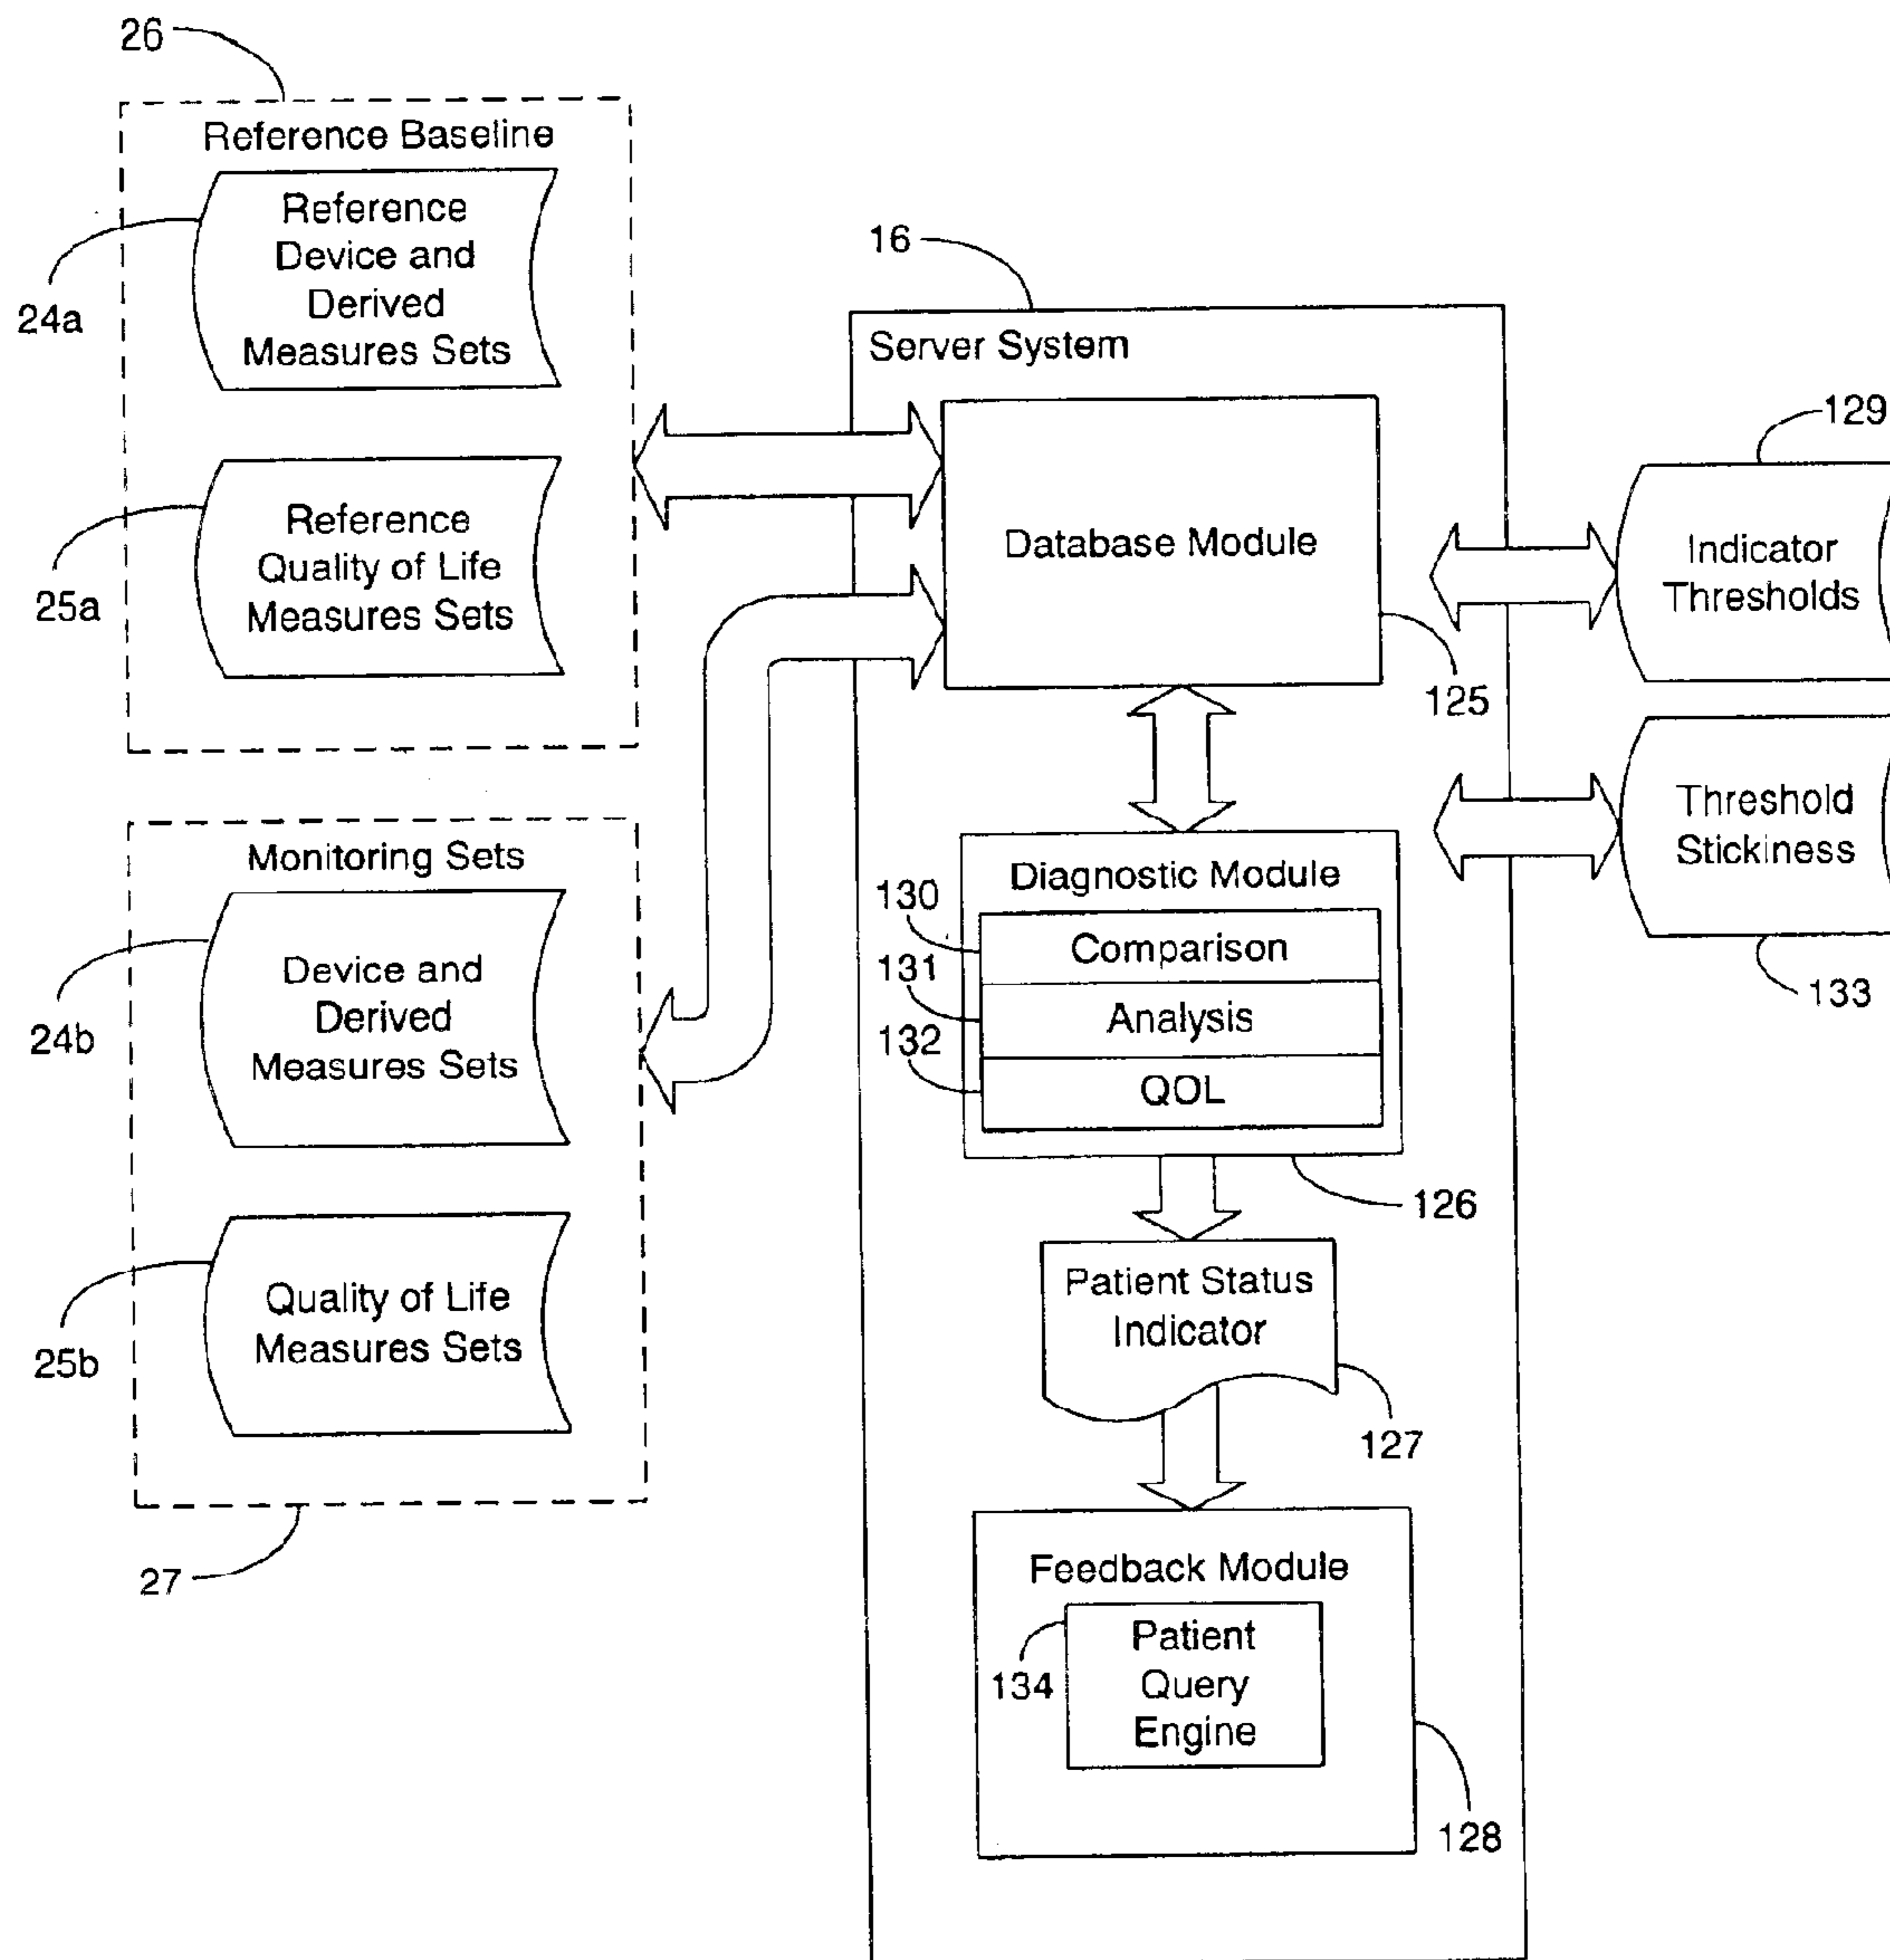 26
Reference Baseline
Reference
Device and
Derived
Measures Sets
24a
Reference
Quality of Life
Measures Sets
25a
16
Server System
Database Module
125
129
Indicator
Thresholds
Threshold
Stickiness
133
Monitoring Sets
Device and
Derived
Measures Sets
24b
Quality of Life
Measures Sets
25b
27
Diagnostic Module
130
Comparison
131
Analysis
132
QOL
126
Patient Status
Indicator
127
Feedback Module
134
Patient
Query
Engine
128